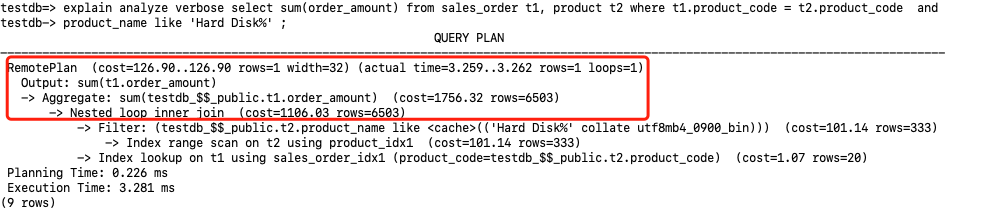 testdb=> explain analyze verbose select sum(order_amount) from sales_order t1, product t2 where t1.product_code = t2.product_code  and
testdb-> product_name like 'Hard Disk%' ;
QUERY PLAN
RemotePlan  (cost=126.90..126.90 rows=1 width=32) (actual time=3.259..3.262 rows=1 loops=1)
Output: sum(t1.order_amount)
-> Aggregate: sum(testdb_$$_public.t1.order_amount)  (cost=1756.32 rows=6503)
-> Nested loop inner join  (cost=1106.03 rows=6503)
-> Filter: (testdb_$$_public.t2.product_name like <cache>(('Hard Disk%' collate utf8mb4_0900_bin)))  (cost=101.14 rows=333)
-> Index range scan on t2 using product_idx1  (cost=101.14 rows=333)
-> Index lookup on t1 using sales_order_idx1 (product_code=testdb_$$_public.t2.product_code)  (cost=1.07 rows=20)
Planning Time: 0.226 ms
Execution Time: 3.281 ms
(9 rows)